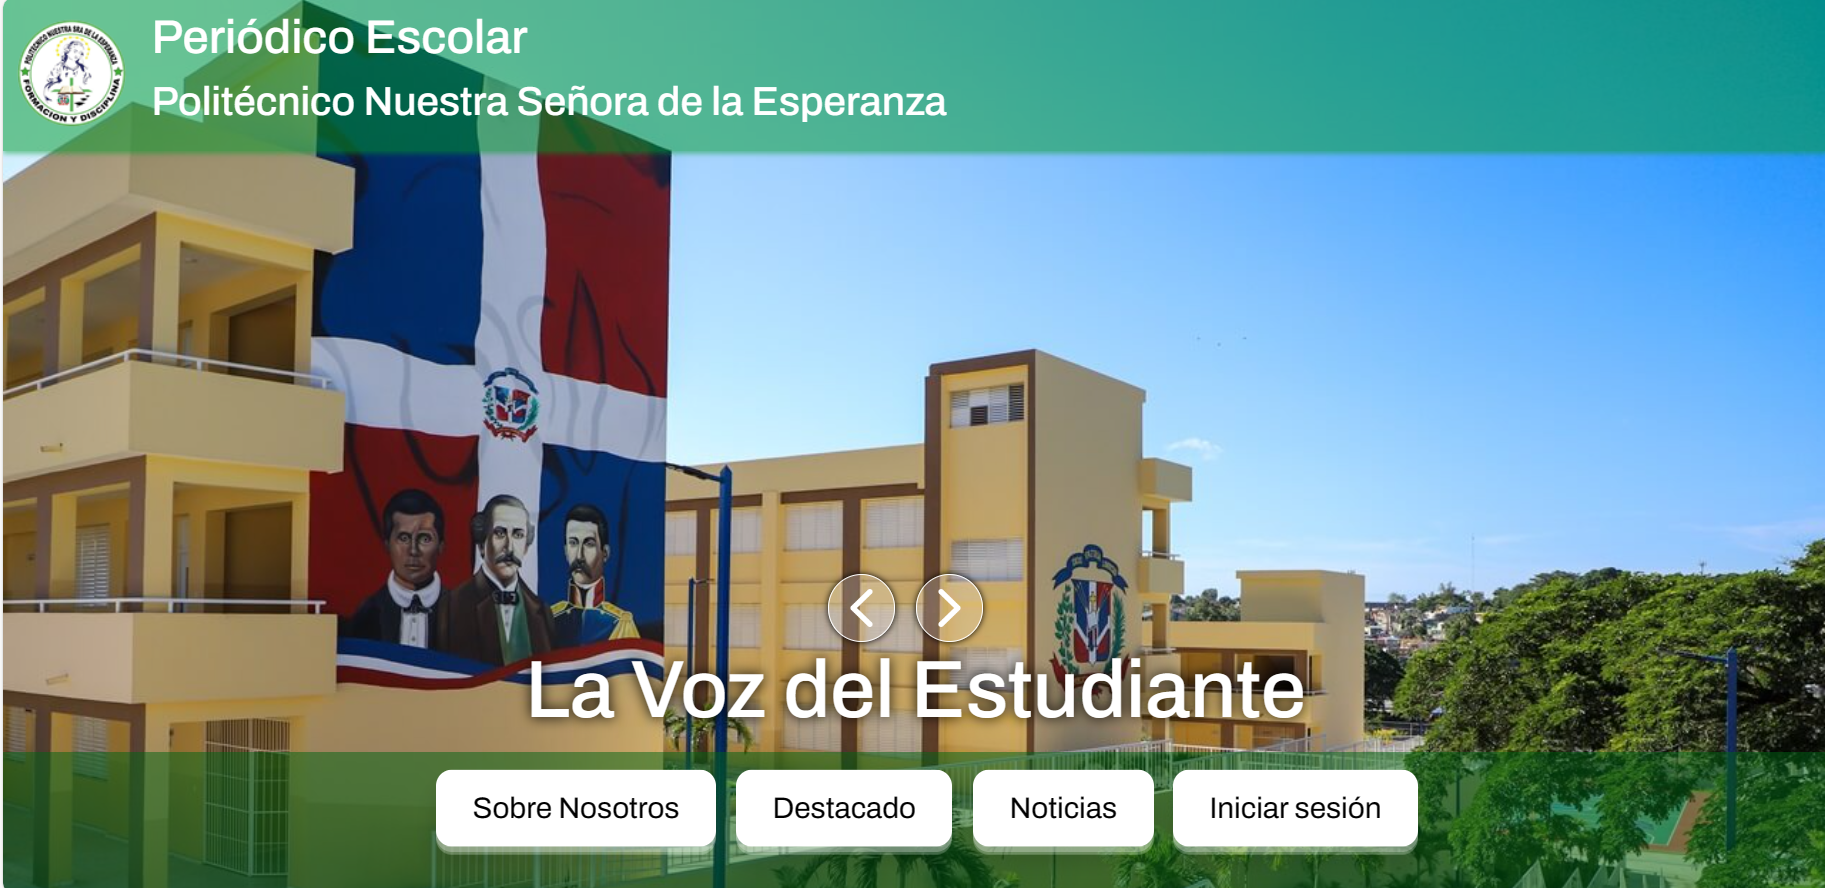 POLITÉCNICO NUESTRA SRA DE LA ESPERANZA
FORMACION Y DISCIPLINA
Periódico Escolar
Politécnico Nuestra Señora de la Esperanza
La Voz del Estudiante
Sobre Nosotros
Destacado
Noticias
Iniciar sesión